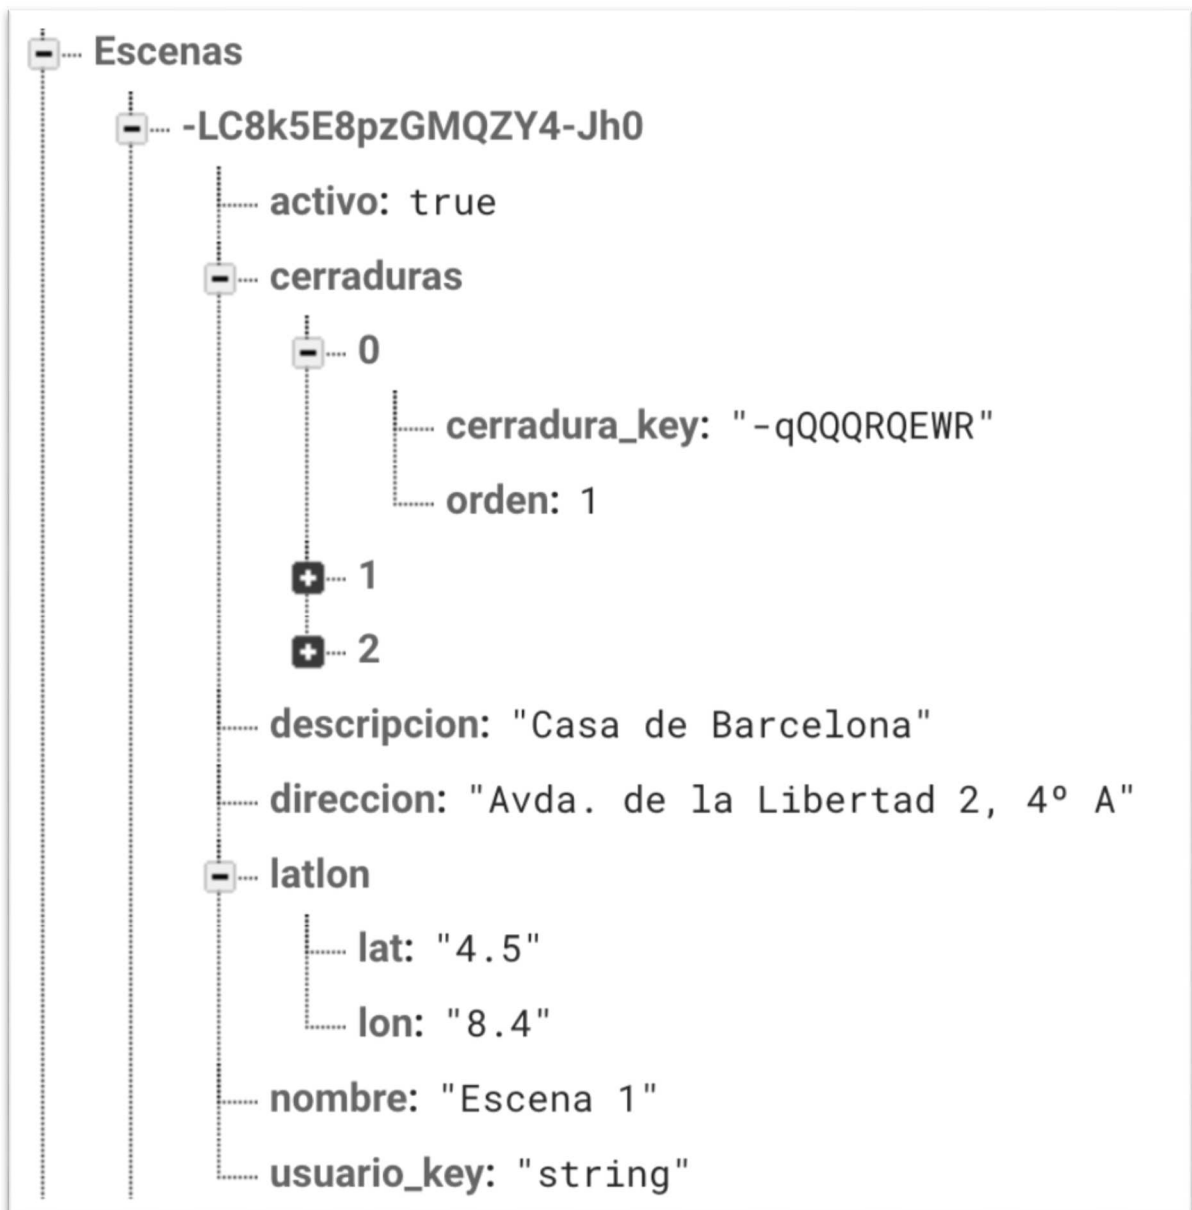 Escenas
-LC8k5E8pzGMQZY4-Jh0
activo: true
cerraduras
0
cerradura_key: "-qQQQRQEWR"
orden: 1
1
2
descripcion: "Casa de Barcelona"
direccion: "Avda. de la Libertad 2, 4º A"
latlon
lat: "4.5"
lon: "8.4"
nombre: "Escena 1"
usuario_key: "string"